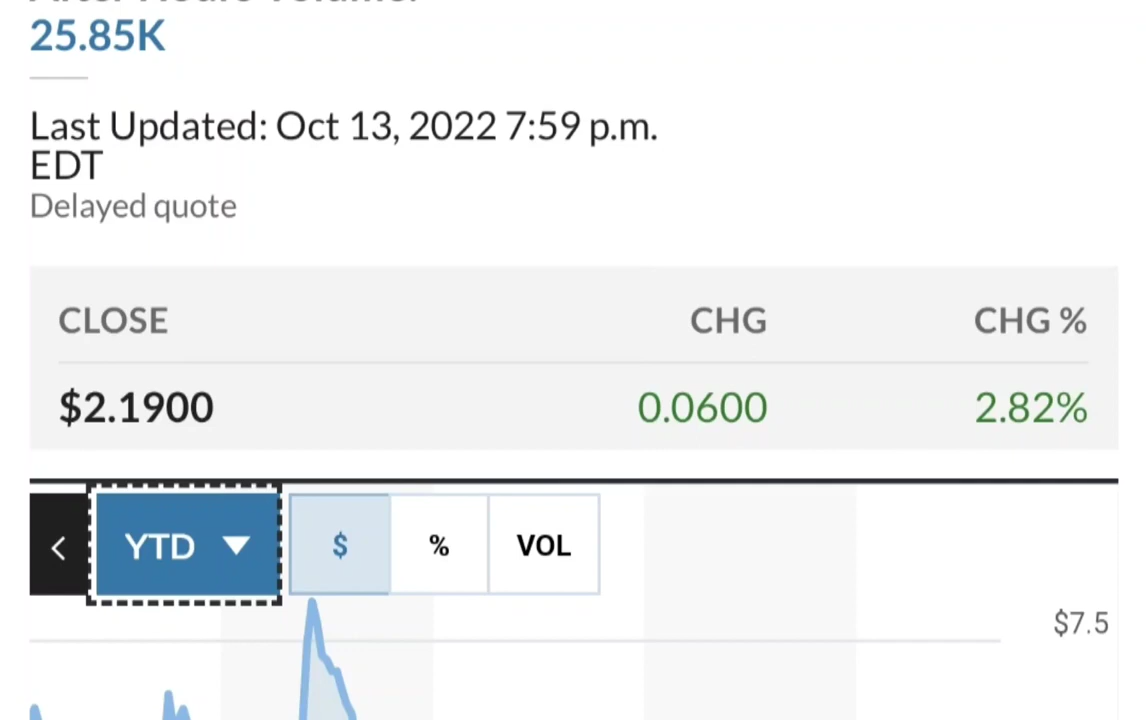 25.85K
Last Updated: Oct 13, 2022 7:59 p.m.
EDT
Delayed quote
CLOSE CHG CHG %
$2.1900 0.0600 2.82%
< YTD ▼ $ % VOL
$7.5